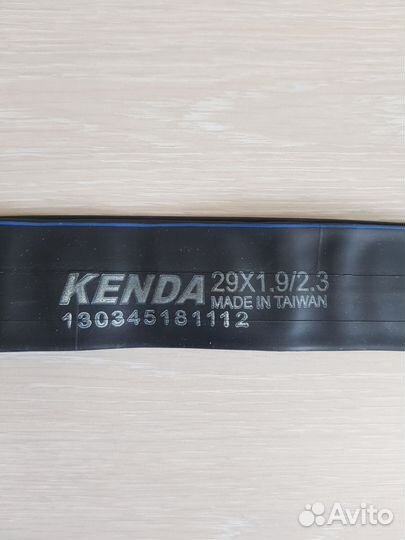 KENDA 29X1.9/2.3
MADE IN TAIWAN
130345181112
Avito